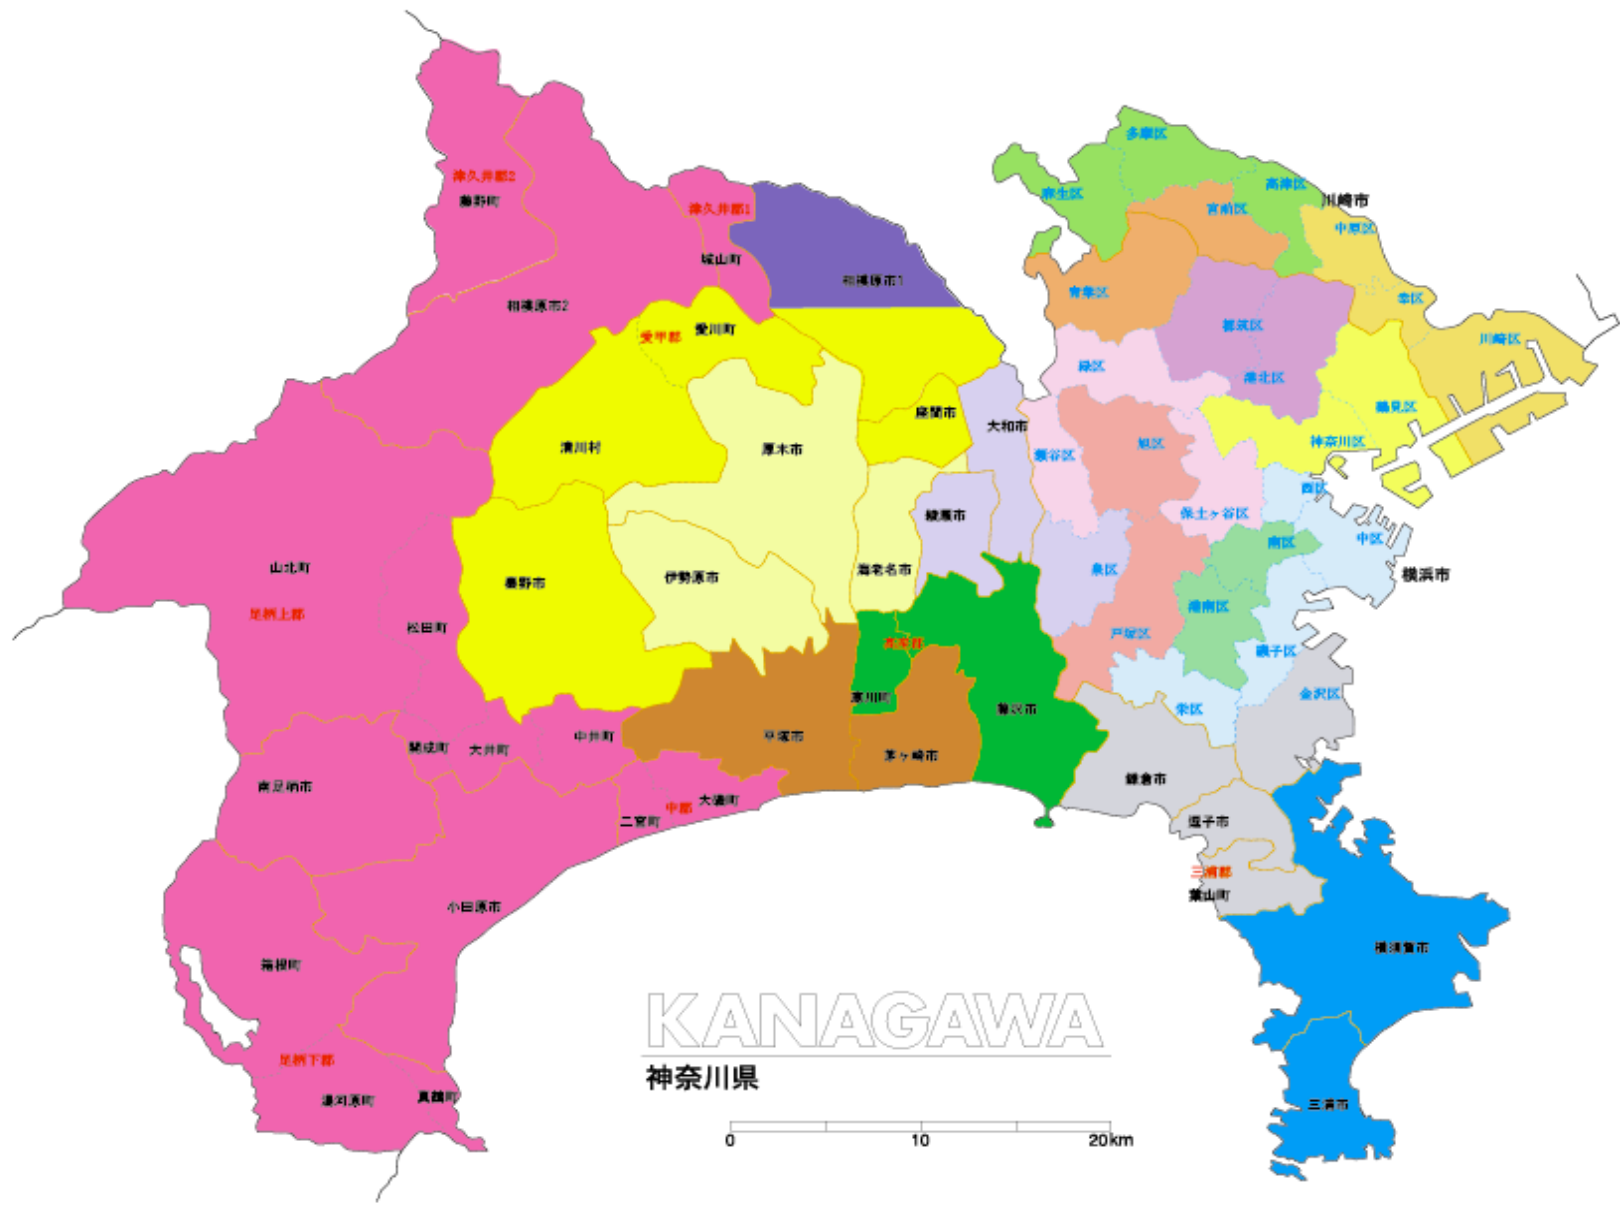 多摩区
高津区
川崎市
麻生区
宮前区
中原区
津久井郡2
藤野町
津久井郡1
城山町
相模原市1
相模原市2
青葉区
幸区
都筑区
川崎区
愛川町
愛甲郡
緑区
港北区
鶴見区
座間市
大和市
神奈川区
清川村
厚木市
瀬谷区
旭区
西区
保土ヶ谷区
綾瀬市
南区
中区
山北町
秦野市
伊勢原市
海老名市
泉区
横浜市
足柄上郡
松田町
港南区
戸塚区
高座郡
磯子区
寒川町
藤沢市
栄区
金沢区
開成町
大井町
中井町
平塚市
茅ヶ崎市
南足柄市
鎌倉市
大磯町
中郡
二宮町
逗子市
三浦郡
葉山町
小田原市
箱根町
横須賀市
KANAGAWA
神奈川県
足柄下郡
湯河原町
真鶴町
三浦市
0 10 20km